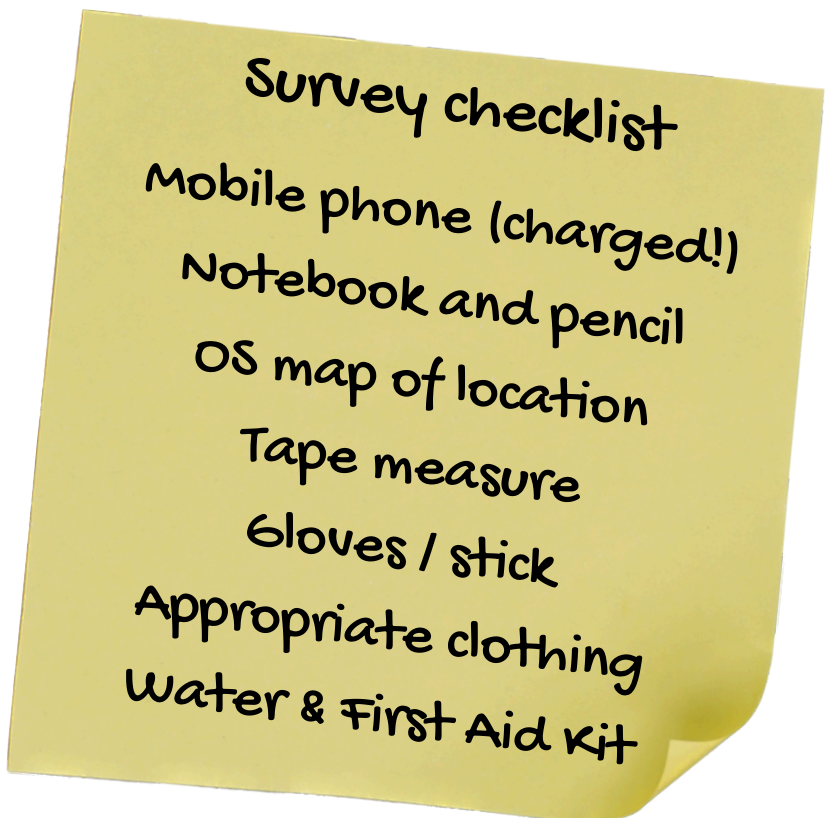 Survey checklist
Mobile phone (charged!)
Notebook and pencil
OS map of location
Tape measure
Gloves / stick
Appropriate clothing
Water & First Aid Kit